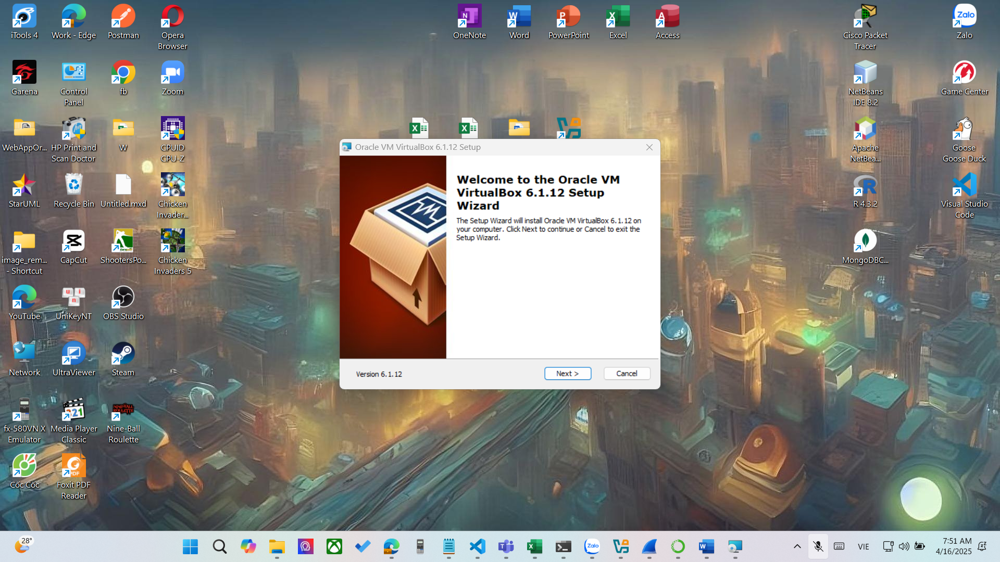 iTools 4
Work - Edge
Postman
Opera
Browser
OneNote
Word
PowerPoint
Excel
Access
Cisco Packet
Tracer
Zalo
Zalo
Garena
Control
Panel
fb
Zoom
NetBeans
IDE 8.2
Game Center
WebAppOr...
HP Print and
Scan Doctor
W
CPUID
CPU-Z
Apache
NetBea...
Goose
Goose Duck
StarUML
Recycle Bin
Untitled.mxd
Chicken
Invader...
R 4.3.2
Visual Studio
Code
image_rem...
- Shortcut
CapCut
ShootersPo...
Chicken
Invaders 5
MongoDBC...
YouTube
UniKeyNT
OBS Studio
Network
UltraViewer
Steam
fx-580VN X
Emulator
Media Player
Classic
Nine-Ball
Roulette
Cốc Cốc
Foxit PDF
Reader
Oracle VM VirtualBox 6.1.12 Setup
Welcome to the Oracle VM
VirtualBox 6.1.12 Setup
Wizard
The Setup Wizard will install Oracle VM VirtualBox 6.1.12 on
your computer. Click Next to continue or Cancel to exit the
Setup Wizard.
Version 6.1.12
Next >
Cancel
28°
Zalo
VIE
7:51 AM
4/16/2025